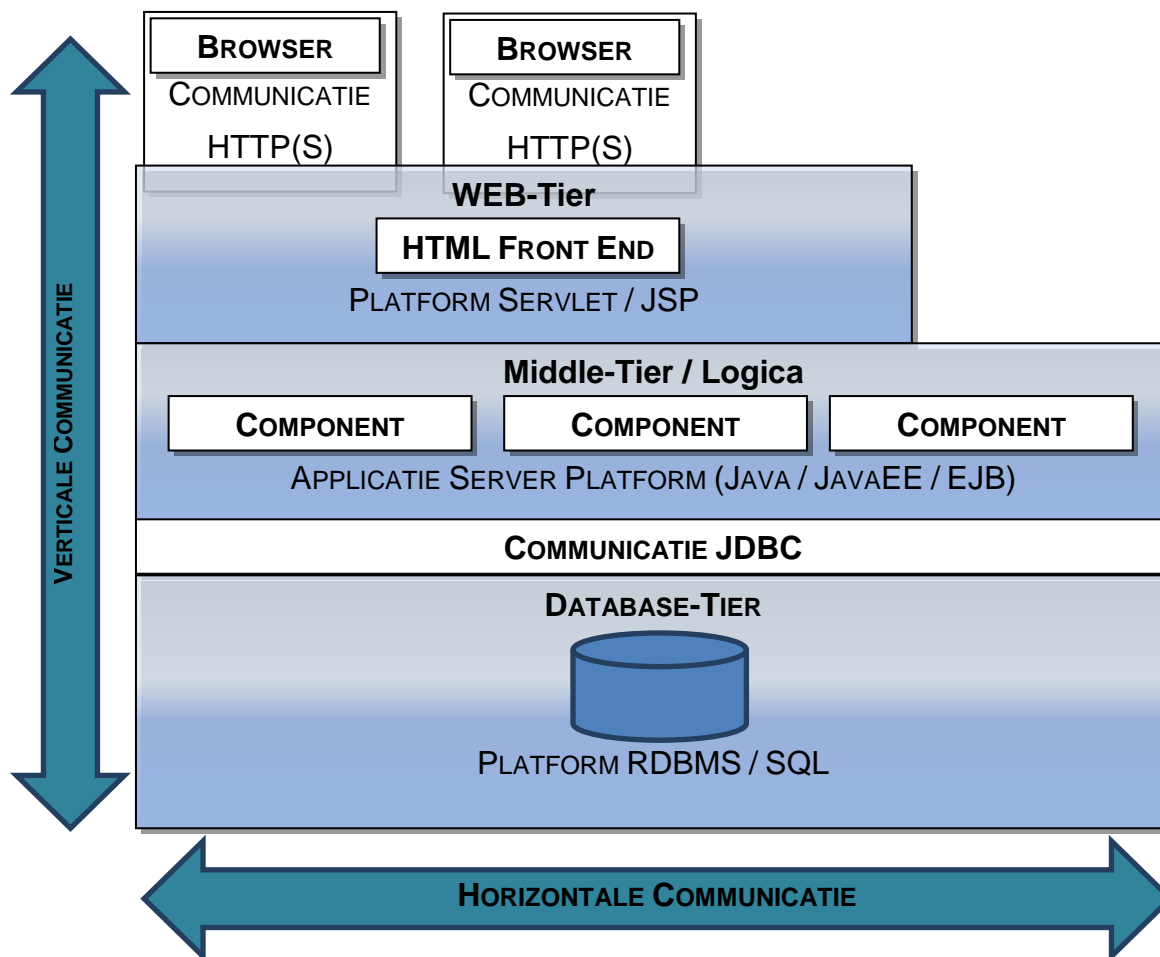 BROWSER
COMMUNICATIE
HTTP(S)
BROWSER
COMMUNICATIE
HTTP(S)
WEB-Tier
HTML FRONT END
PLATFORM SERVLET / JSP
Middle-Tier / Logica
COMPONENT
COMPONENT
COMPONENT
APPLICATIE SERVER PLATFORM (JAVA / JAVAEE / EJB)
COMMUNICATIE JDBC
DATABASE-TIER
PLATFORM RDBMS / SQL
VERTICALE COMMUNICATIE
HORIZONTALE COMMUNICATIE